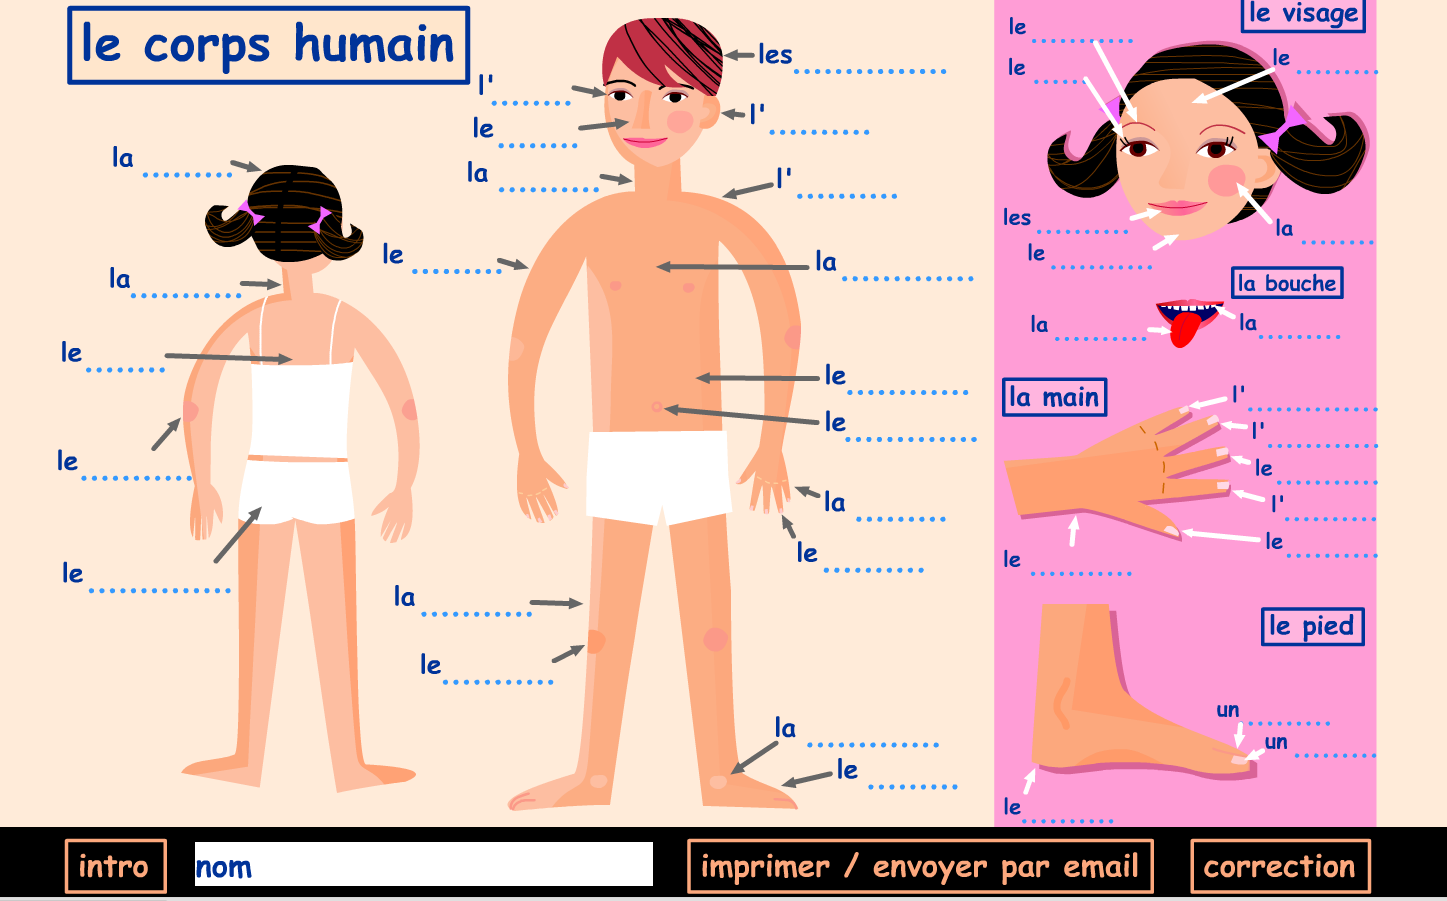 le corps humain
la
la
le
le
le
l'
le
la
le
les
l'
l'
la
le
le
la
le
la
le
la
le
le visage
le
le
le
les
le
la
la bouche
la
la
la main
l'
l'
le
l'
le
le
le pied
un
un
le
intro
nom
imprimer / envoyer par email
correction